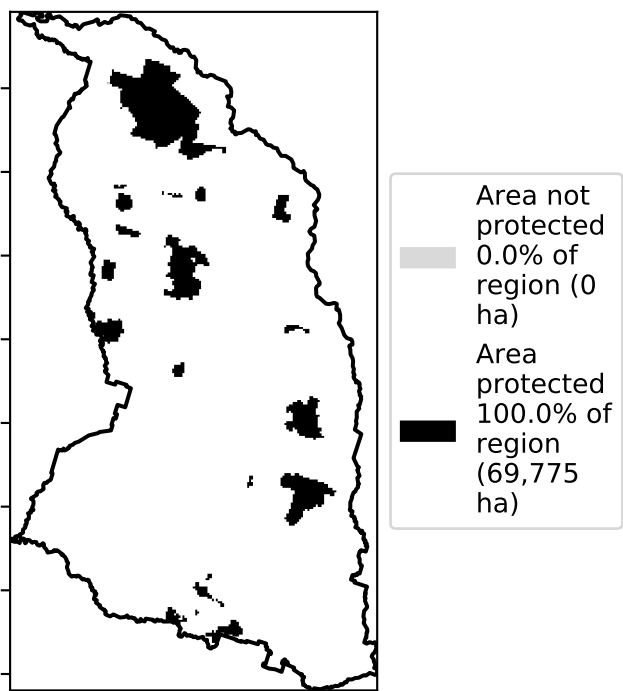 Area not
protected
0.0% of
region (0
ha)
Area
protected
100.0% of
region
(69,775
ha)